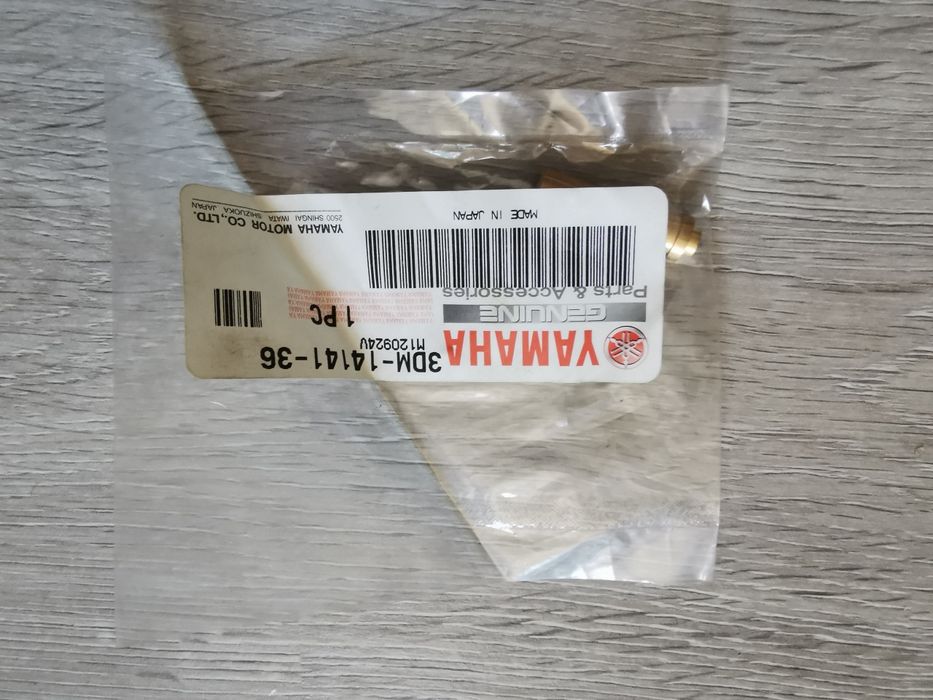 YAMAHA
GENUINE
Parts & Accessories
3DM-14141-36
M120924V
1 PC
MADE IN JAPAN
YAMAHA MOTOR CO.,LTD.
2500 SHINGAI IWATA SHIZUOKA JAPAN